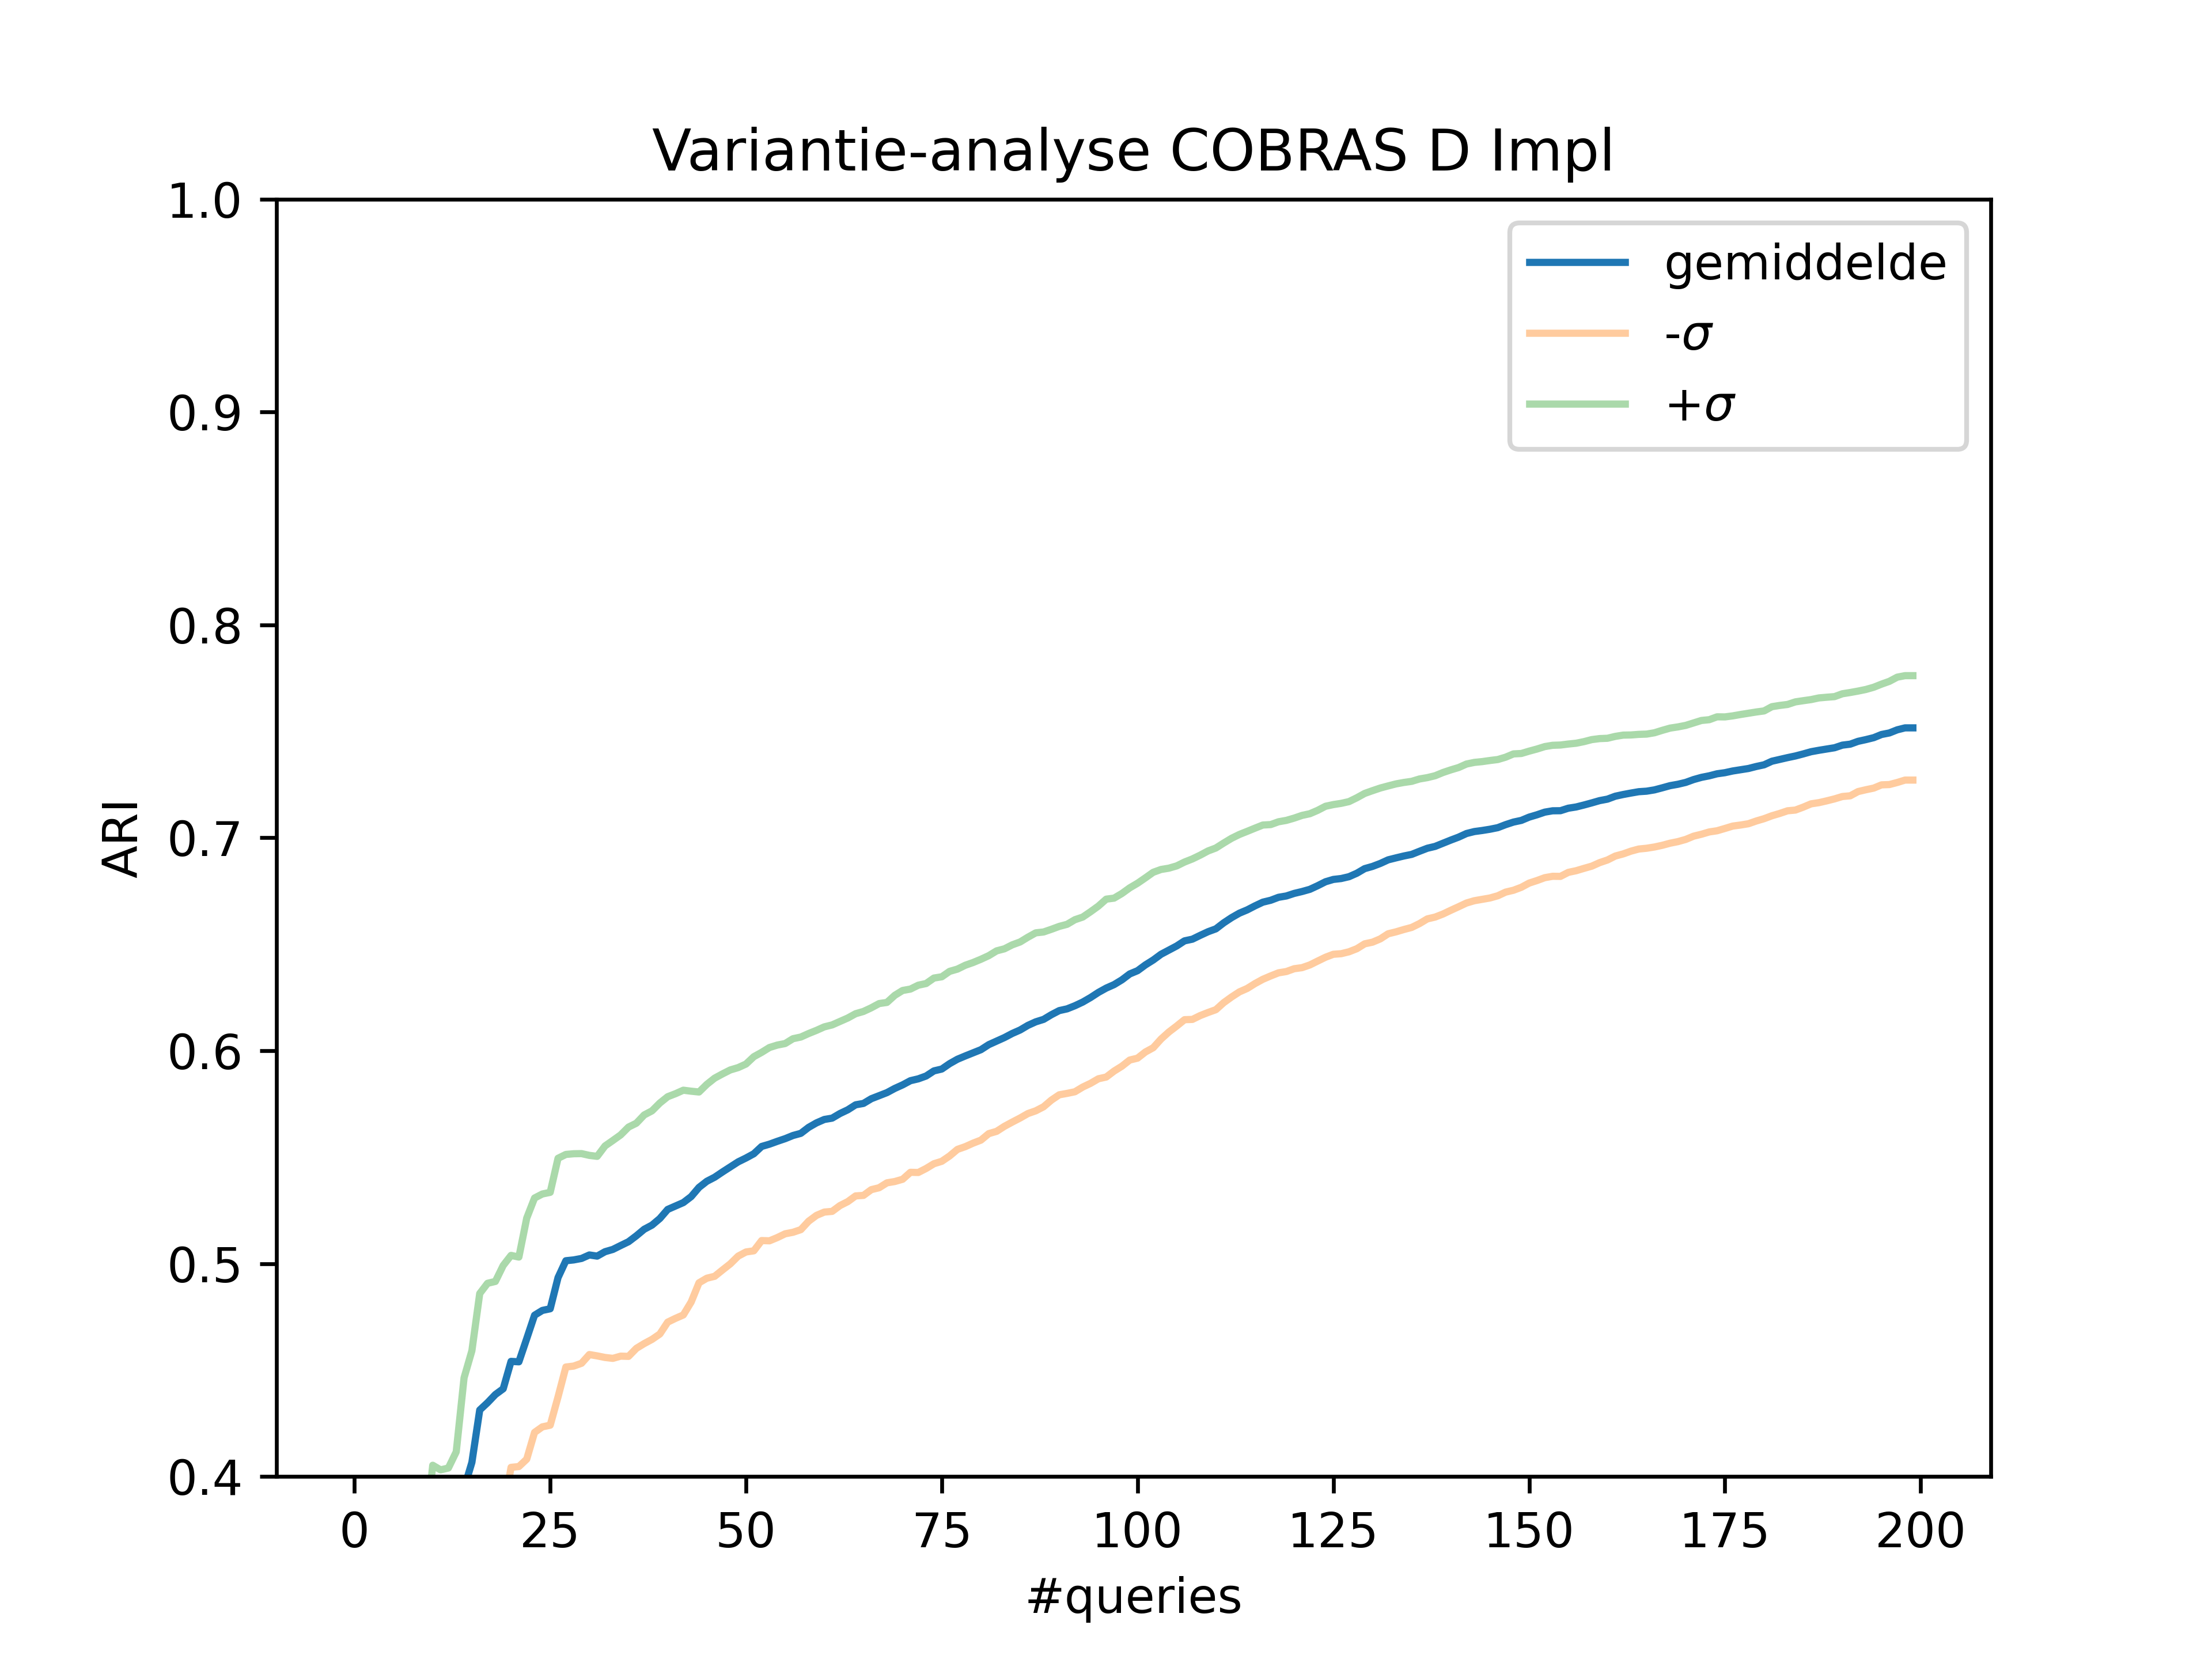 Variantie-analyse COBRAS D Impl
1.0
0.9
0.8
0.7
0.6
0.5
0.4
ARI
gemiddelde
-σ
+σ
0 25 50 75 100 125 150 175 200
#queries